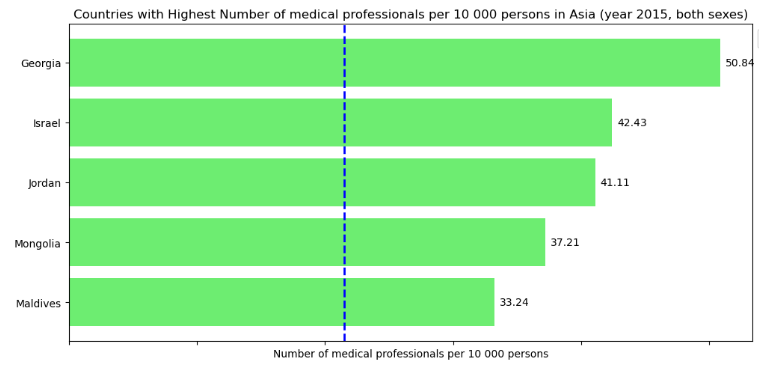 Countries with Highest Number of medical professionals per 10 000 persons in Asia (year 2015, both sexes)
Georgia 50.84
Israel 42.43
Jordan 41.11
Mongolia 37.21
Maldives 33.24
Number of medical professionals per 10 000 persons